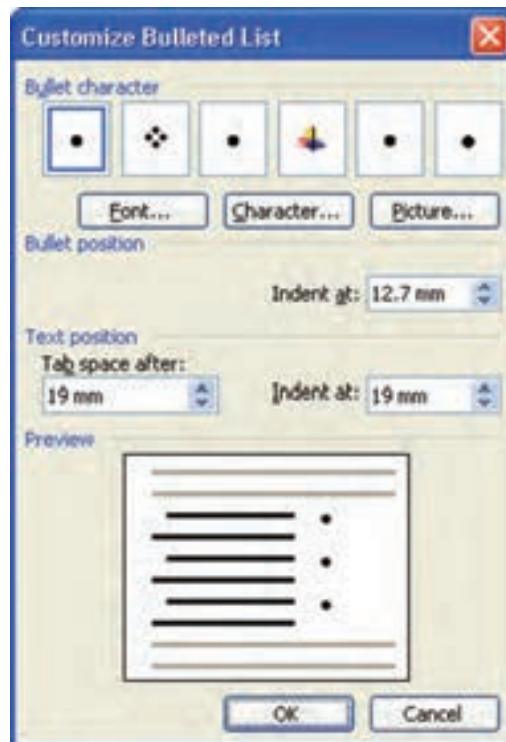 Customize Bulleted List
Bullet character
Font... Character... Picture...
Bullet position
Indent at: 12.7 mm
Text position
Tab space after:
19 mm Indent at: 19 mm
Preview
OK Cancel